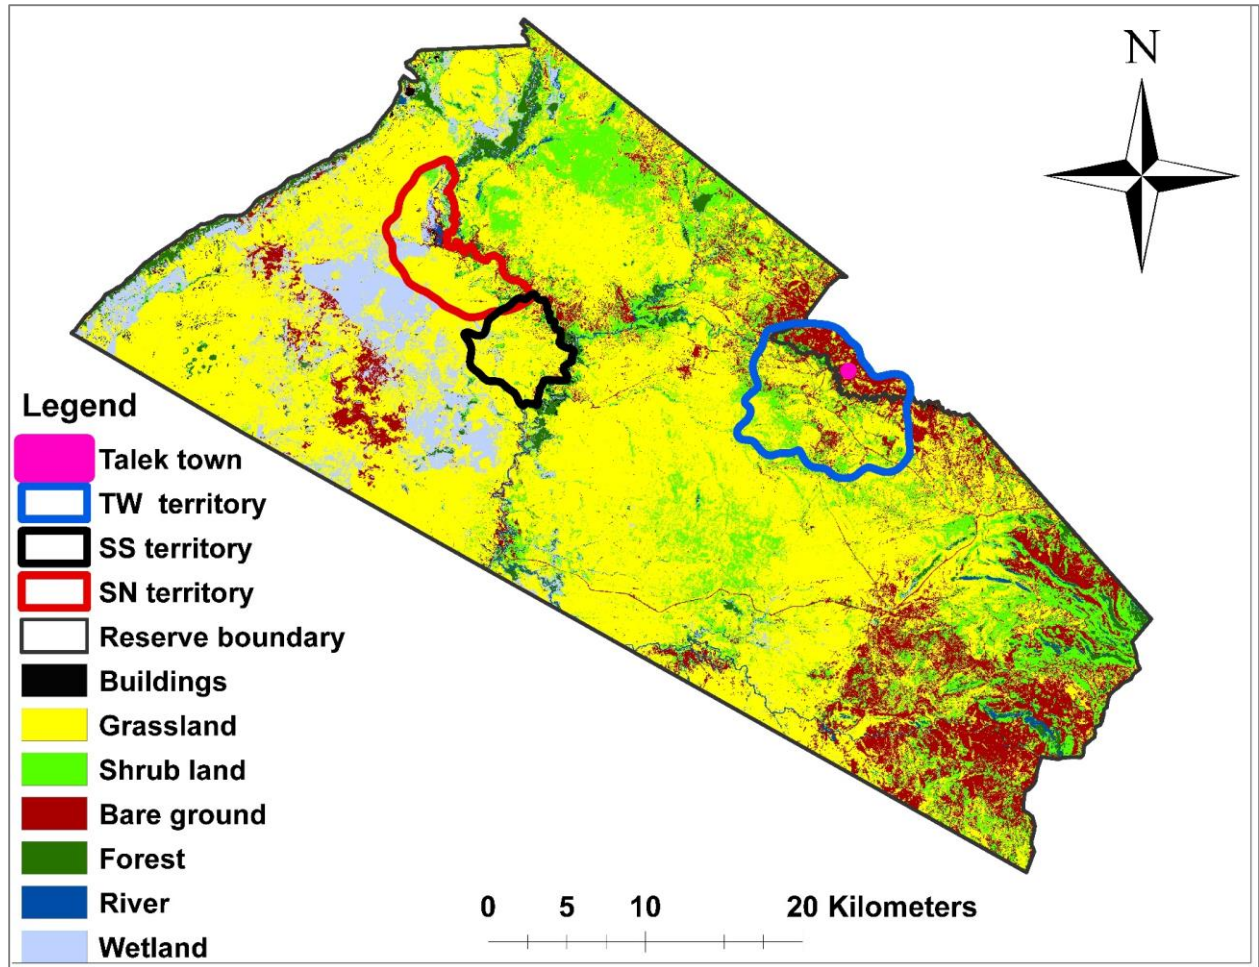 N
Legend
Talek town
TW territory
SS territory
SN territory
Reserve boundary
Buildings
Grassland
Shrub land
Bare ground
Forest
River
Wetland
0 5 10 20 Kilometers